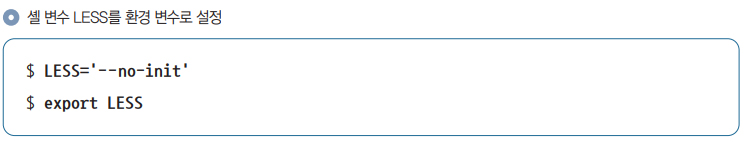 셸 변수 LESS를 환경 변수로 설정
$ LESS='--no-init'
$ export LESS